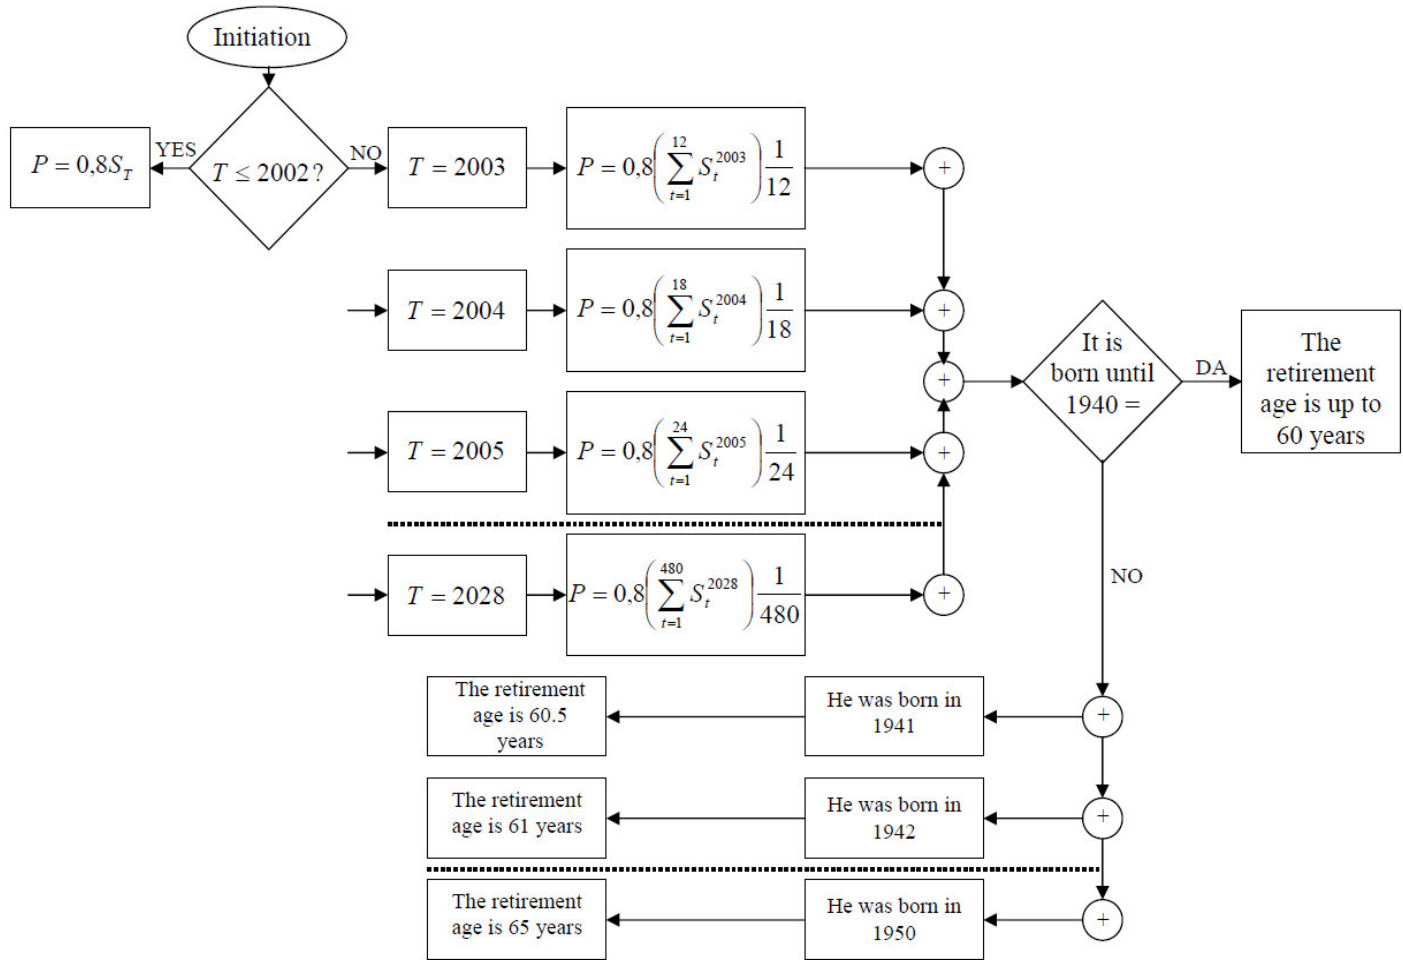 Initiation
P = 0,8S_T
YES
T ≤ 2002?
NO
T = 2003
P = 0,8(∑_{t=1}^{12} S_t^{2003}) 1/12
+
T = 2004
P = 0,8(∑_{t=1}^{18} S_t^{2004}) 1/18
+
+
T = 2005
P = 0,8(∑_{t=1}^{24} S_t^{2005}) 1/24
+
T = 2028
P = 0,8(∑_{t=1}^{480} S_t^{2028}) 1/480
+
It is
born until
1940 =
DA
The
retirement
age is up to
60 years
NO
The retirement
age is 60.5
years
He was born in
1941
+
The retirement
age is 61 years
He was born in
1942
+
The retirement
age is 65 years
He was born in
1950
+